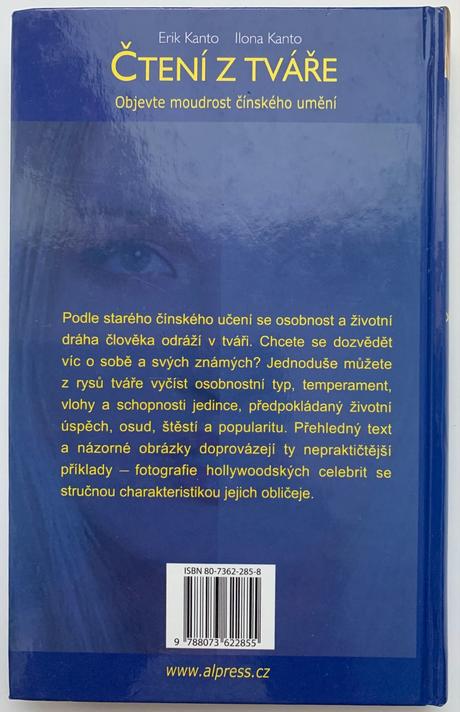 Erik Kanto Ilona Kanto
ČTENÍ Z TVÁŘE
Objevte moudrost čínského umění
Podle starého čínského učení se osobnost a životní
dráha člověka odráží v tváři. Chcete se dozvědět
víc o sobě a svých známých? Jednoduše můžete
z rysů tváře vyčíst osobnostní typ, temperament,
vlohy a schopnosti jedince, předpokládaný životní
úspěch, osud, štěstí a popularitu. Přehledný text
a názorné obrázky doprovázejí ty nepraktičtější
příklady – fotografie hollywoodských celebrit se
stručnou charakteristikou jejich obličeje.
ISBN 80-7362-285-8
9 788073 622855
www.alpress.cz